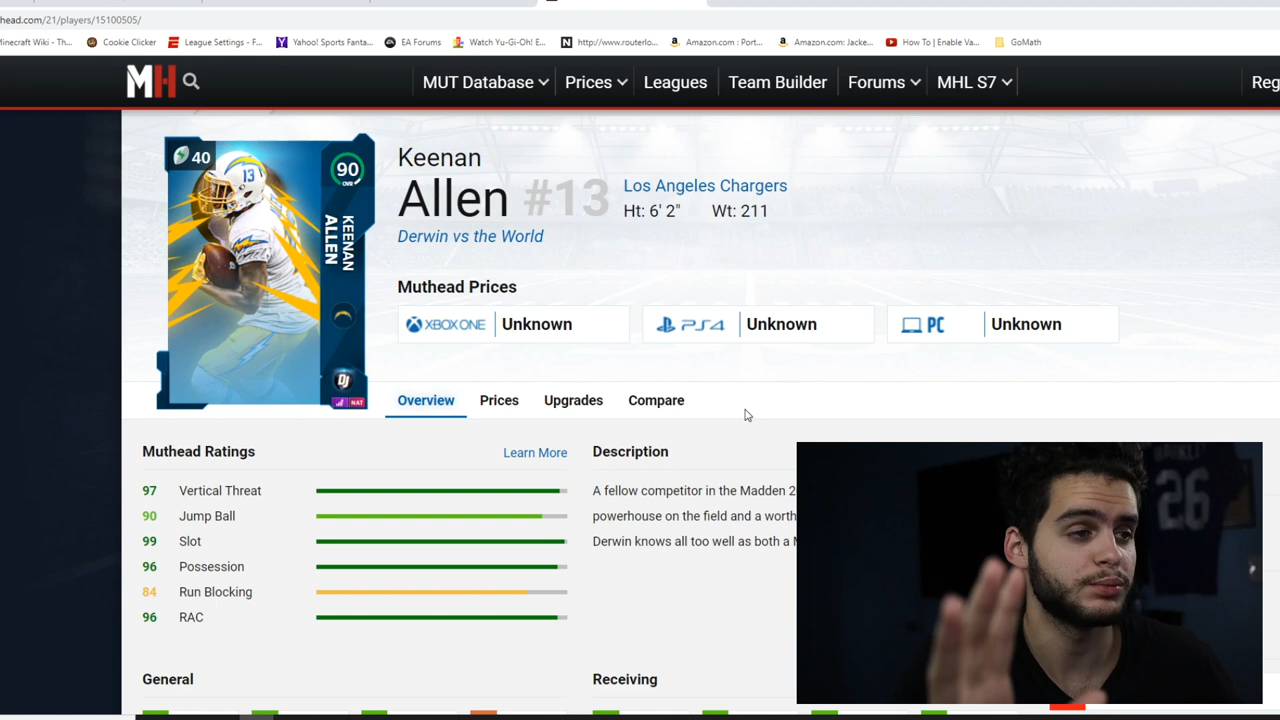 head.com/21/players/15100505/
Minecraft Wiki - Th... Cookie Clicker League Settings - F... Yahoo! Sports Fanta... EA Forums Watch Yu-Gi-Oh! E... http://www.routerlo... Amazon.com : Port... Amazon.com: Jacke... How To | Enable Va... GoMath
MH MUT Database Prices Leagues Team Builder Forums MHL S7 Reg
40
90
OVR
KEENAN
ALLEN
13
DJ
NAT
Keenan
Allen #13
Los Angeles Chargers
Ht: 6' 2" Wt: 211
Derwin vs the World
Muthead Prices
XBOX ONE Unknown PS4 Unknown PC Unknown
Overview Prices Upgrades Compare
Muthead Ratings Learn More
97 Vertical Threat
90 Jump Ball
99 Slot
96 Possession
84 Run Blocking
96 RAC
Description
A fellow competitor in the Madden 2
powerhouse on the field and a worth
Derwin knows all too well as both a M
26
General
Receiving